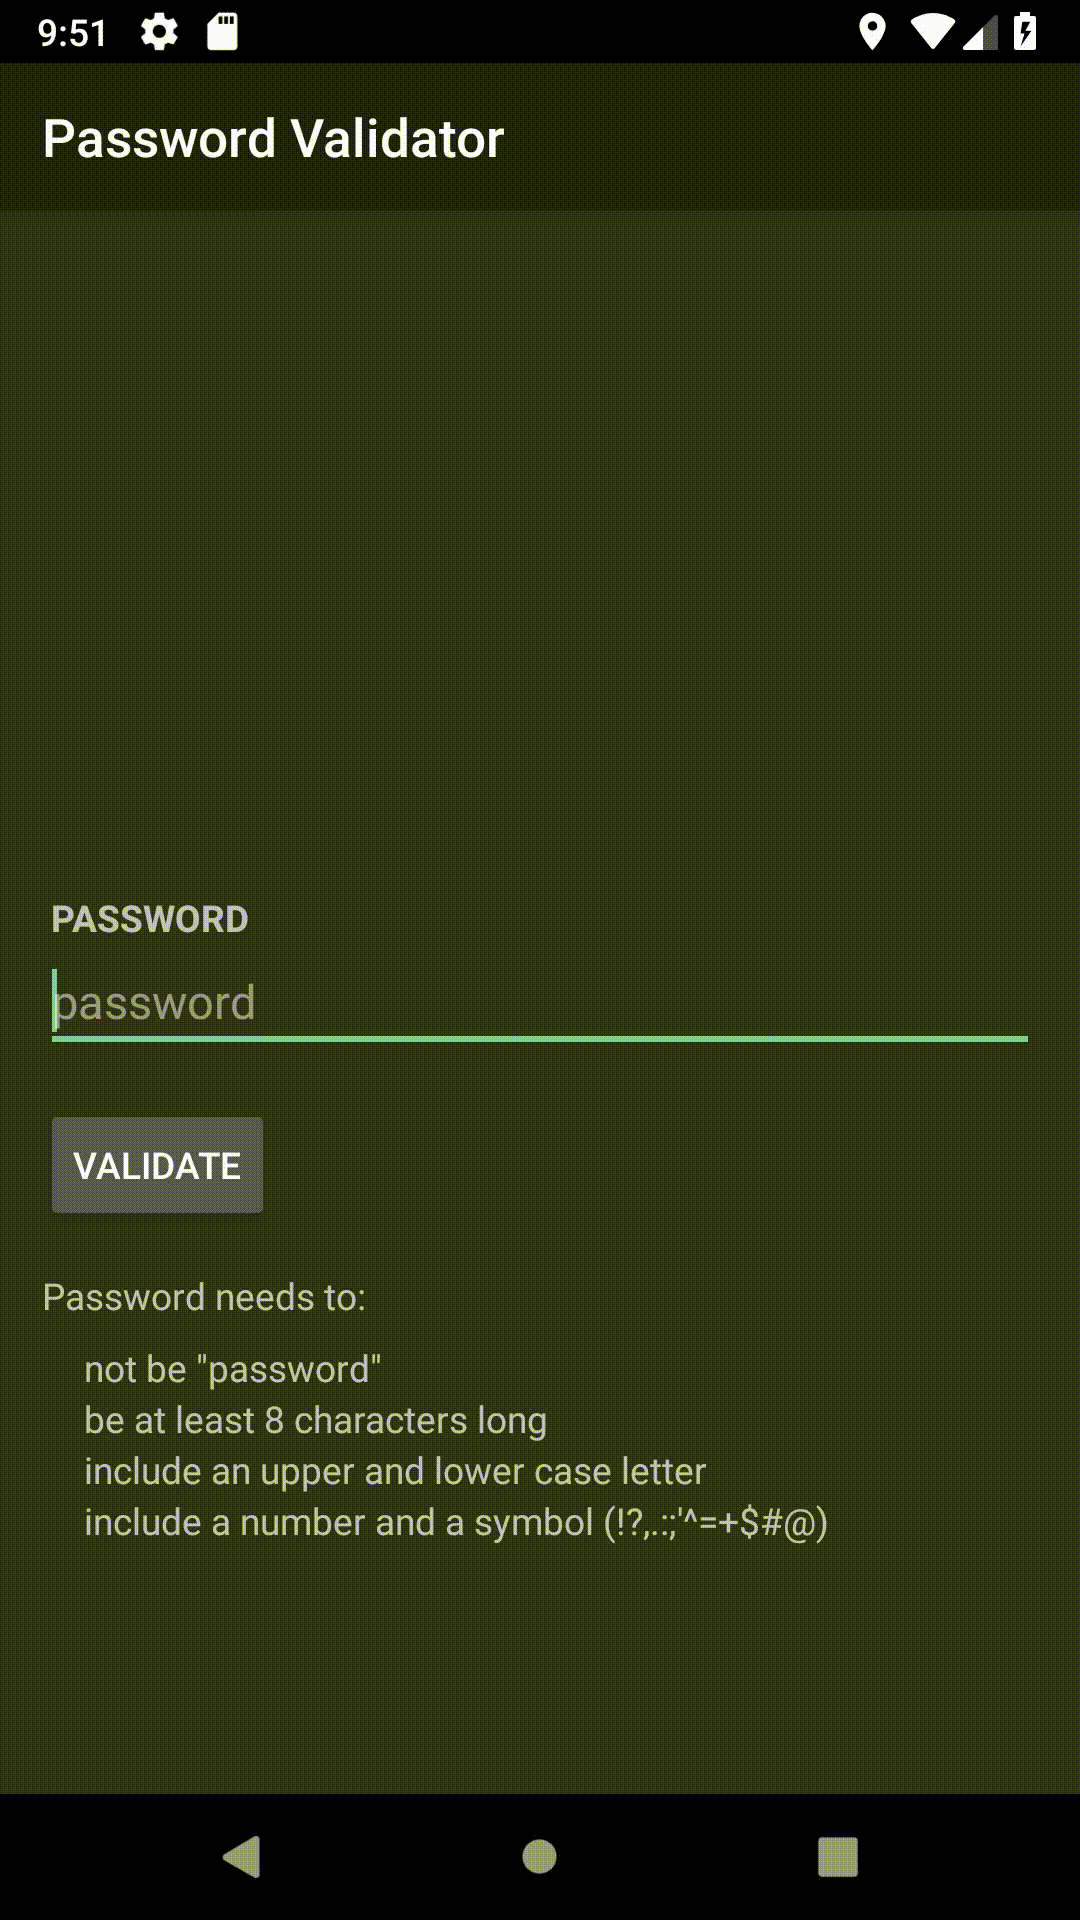 9:51
Password Validator
PASSWORD
password
VALIDATE
Password needs to:
not be "password"
be at least 8 characters long
include an upper and lower case letter
include a number and a symbol (!?,.:;'^=+$#@)